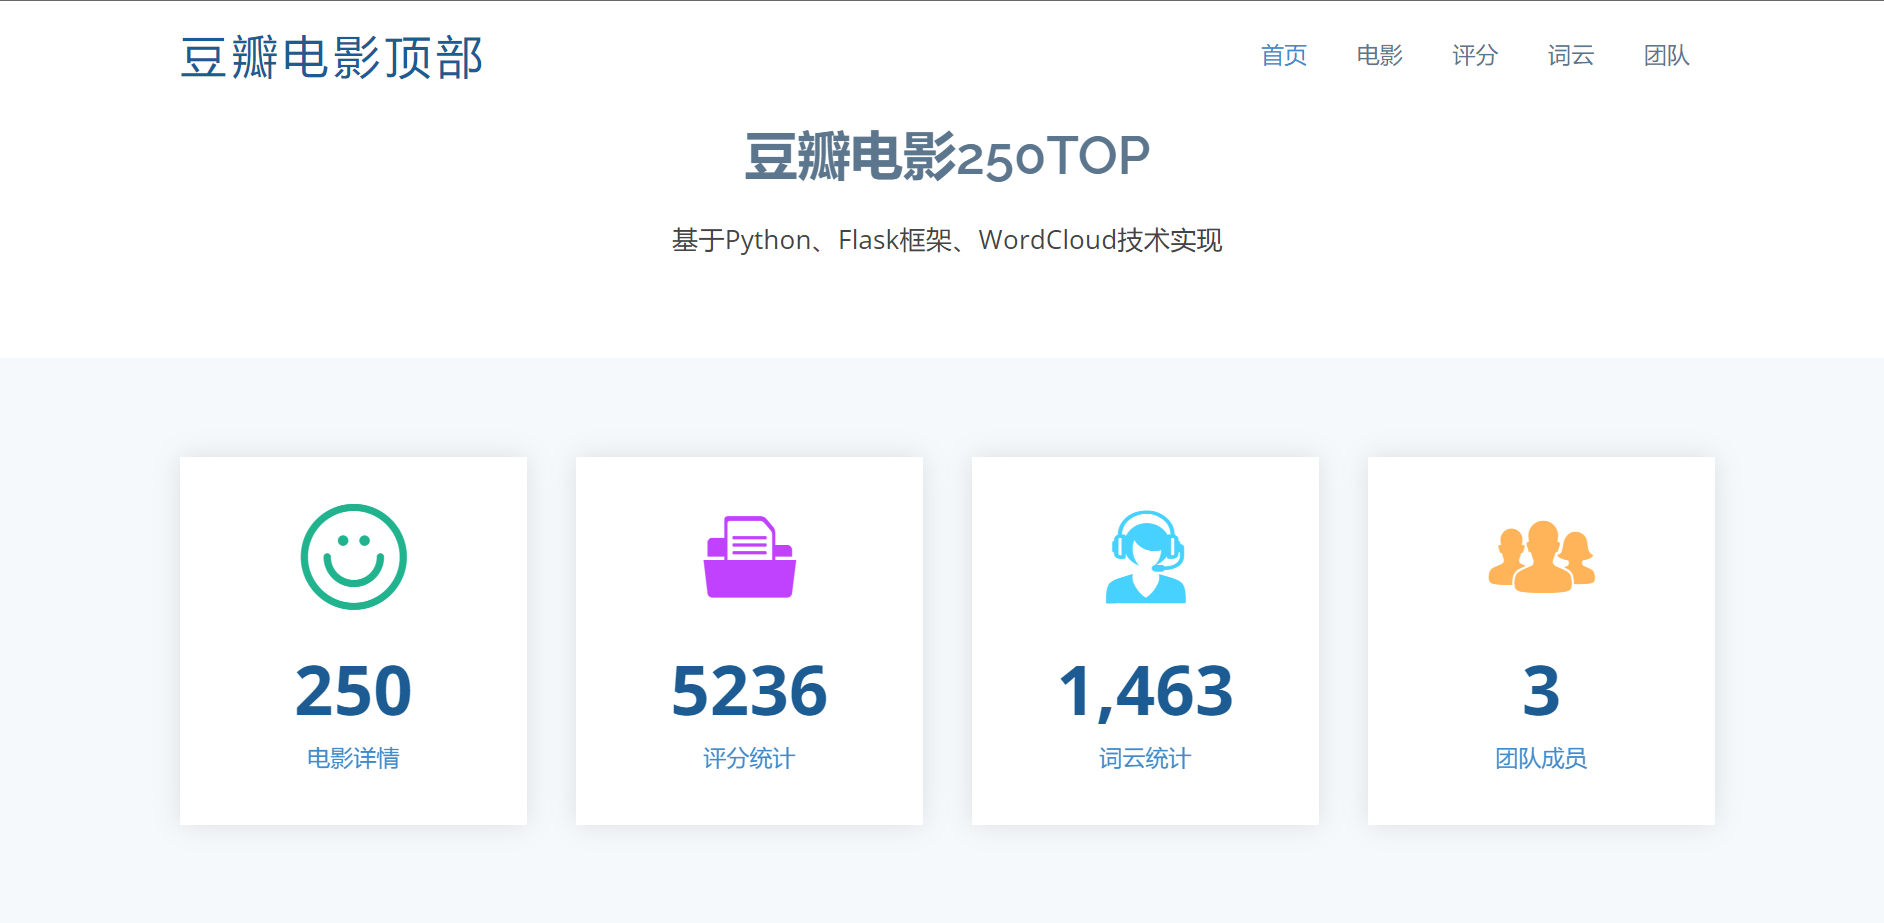 豆瓣电影顶部
首页 电影 评分 词云 团队
豆瓣电影250TOP
基于Python、Flask框架、WordCloud技术实现
250 5236 1,463 3
电影详情 评分统计 词云统计 团队成员